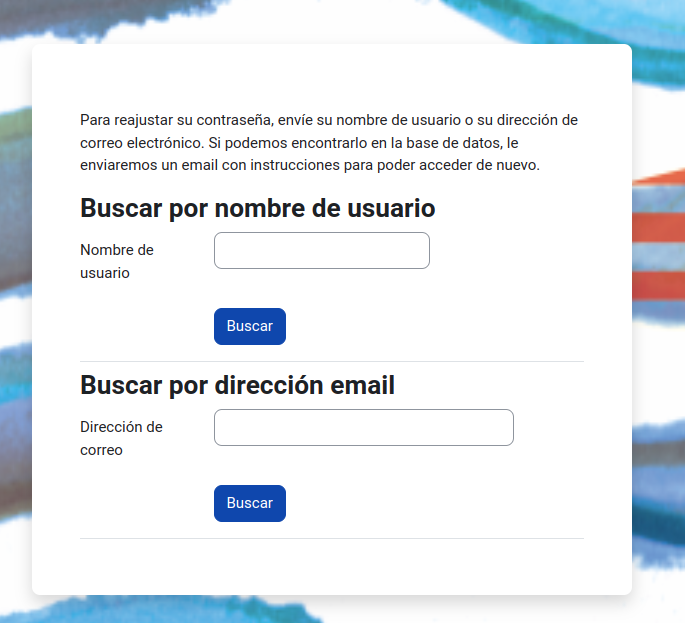 Para reajustar su contraseña, envíe su nombre de usuario o su dirección de
correo electrónico. Si podemos encontrarlo en la base de datos, le
enviaremos un email con instrucciones para poder acceder de nuevo.
Buscar por nombre de usuario
Nombre de
usuario
Buscar
Buscar por dirección email
Dirección de
correo
Buscar